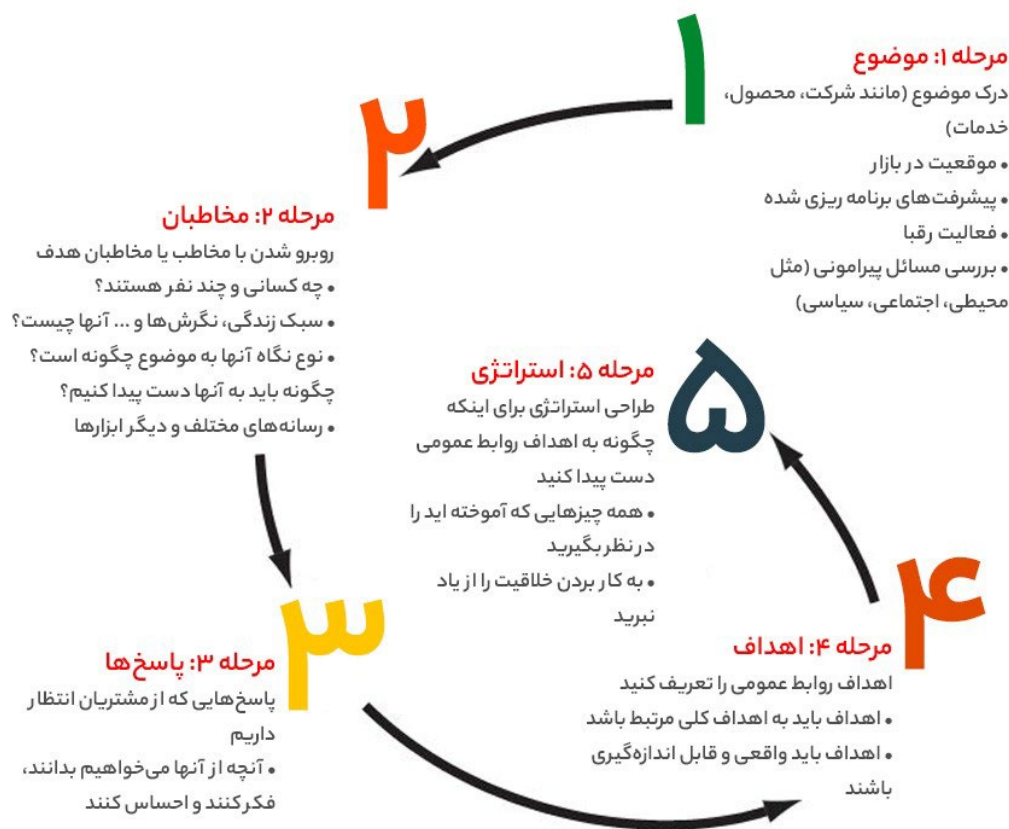 ۱
مرحله ۱: موضوع
درک موضوع (مانند شرکت، محصول،
خدمات)
• موقعیت در بازار
• پیشرفت‌های برنامه ریزی شده
• فعالیت رقبا
• بررسی مسائل پیرامونی (مثل
محیطی، اجتماعی، سیاسی)
۲
مرحله ۲: مخاطبان
روبرو شدن با مخاطب یا مخاطبان هدف
• چه کسانی و چند نفر هستند؟
• سبک زندگی، نگرش‌ها و ... آنها چیست؟
• نوع نگاه آنها به موضوع چگونه است؟
چگونه باید به آنها دست پیدا کنیم؟
• رسانه‌های مختلف و دیگر ابزارها
۳
مرحله ۳: پاسخ‌ها
پاسخ‌هایی که از مشتریان انتظار
داریم
• آنچه از آنها می‌خواهیم بدانند،
فکر کنند و احساس کنند
۴
مرحله ۴: اهداف
اهداف روابط عمومی را تعریف کنید
• اهداف باید به اهداف کلی مرتبط باشد
• اهداف باید واقعی و قابل اندازه‌گیری
باشند
۵
مرحله ۵: استراتژی
طراحی استراتژی برای اینکه
چگونه به اهداف روابط عمومی
دست پیدا کنید
• همه چیزهایی که آموخته اید را
در نظر بگیرید
• به کار بردن خلاقیت را از یاد
نبرید